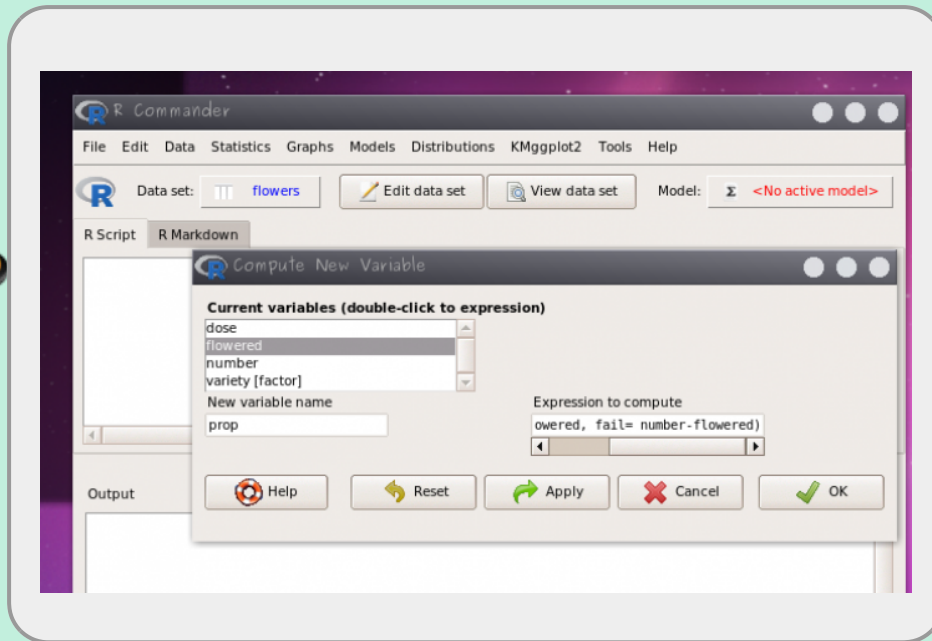 R Commander
File Edit Data Statistics Graphs Models Distributions KMggplot2 Tools Help
R Data set: flowers Edit data set View data set Model: Σ <No active model>
R Script R Markdown
R Compute New Variable
Current variables (double-click to expression)
dose
flowered
number
variety [factor]
New variable name Expression to compute
prop owered, fail= number-flowered)
Output Help Reset Apply Cancel OK